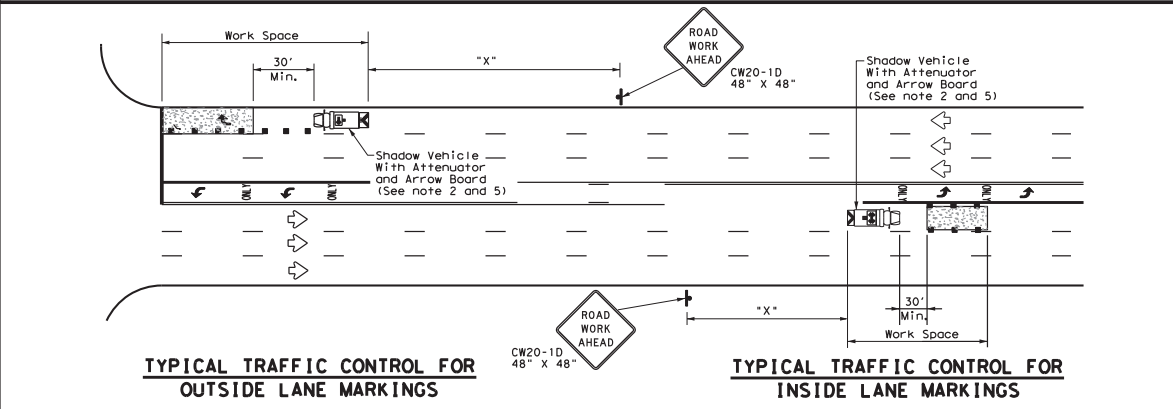 Work Space
30'
Min.
"X"
ROAD
WORK
AHEAD
CW20-1D
48" X 48"
Shadow Vehicle
With Attenuator
and Arrow Board
(See note 2 and 5)
Shadow Vehicle
With Attenuator
and Arrow Board
(See note 2 and 5)
ONLY
ONLY
ONLY
ONLY
ROAD
WORK
AHEAD
CW20-1D
48" X 48"
"X"
30'
Min.
Work Space
TYPICAL TRAFFIC CONTROL FOR
OUTSIDE LANE MARKINGS
TYPICAL TRAFFIC CONTROL FOR
INSIDE LANE MARKINGS